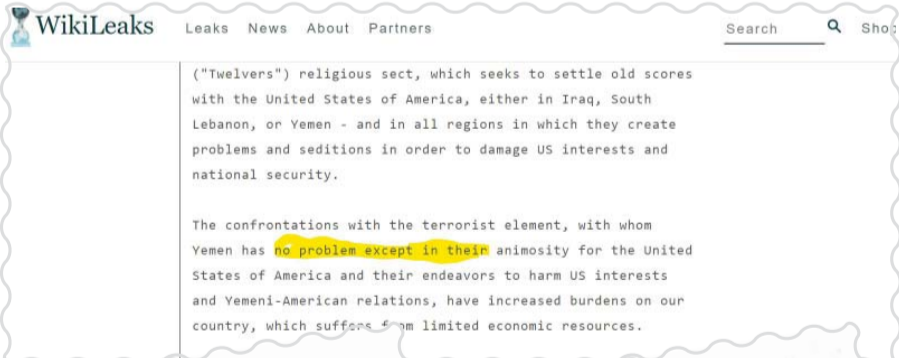 WikiLeaks Leaks News About Partners Search
("Twelvers") religious sect, which seeks to settle old scores
with the United States of America, either in Iraq, South
Lebanon, or Yemen - and in all regions in which they create
problems and seditions in order to damage US interests and
national security.
The confrontations with the terrorist element, with whom
Yemen has no problem except in their animosity for the United
States of America and their endeavors to harm US interests
and Yemeni-American relations, have increased burdens on our
country, which suffers from limited economic resources.